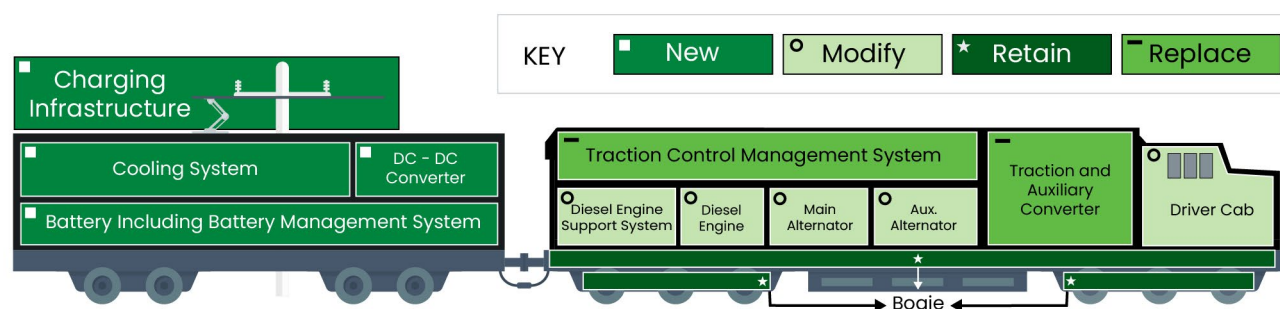 KEY
New
Modify
Retain
Replace
Charging
Infrastructure
Cooling System
DC - DC
Converter
Battery Including Battery Management System
Traction Control Management System
Diesel Engine
Support System
Diesel
Engine
Main
Alternator
Aux.
Alternator
Traction and
Auxiliary
Converter
Driver Cab
Bogie